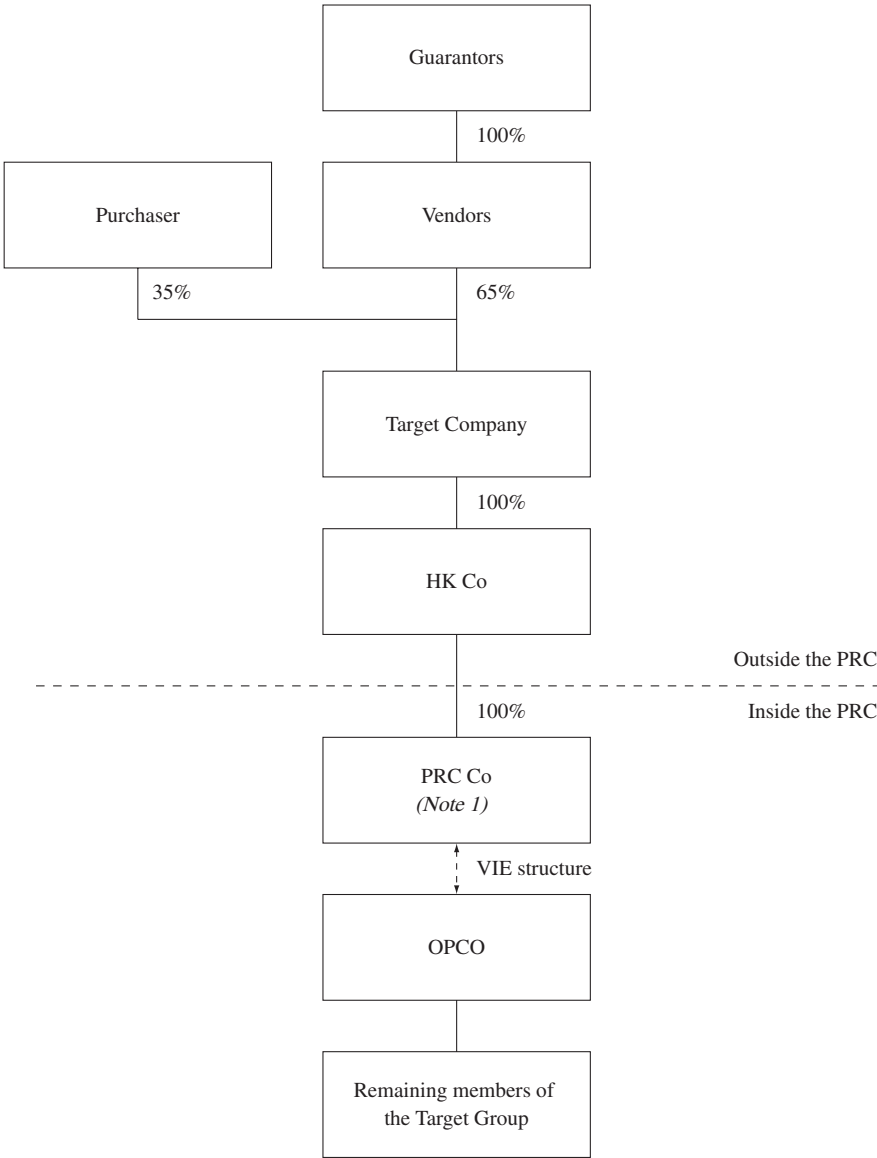 Guarantors
100%
Purchaser
Vendors
35%
65%
Target Company
100%
HK Co
Outside the PRC
Inside the PRC
100%
PRC Co
(Note 1)
VIE structure
OPCO
Remaining members of
the Target Group